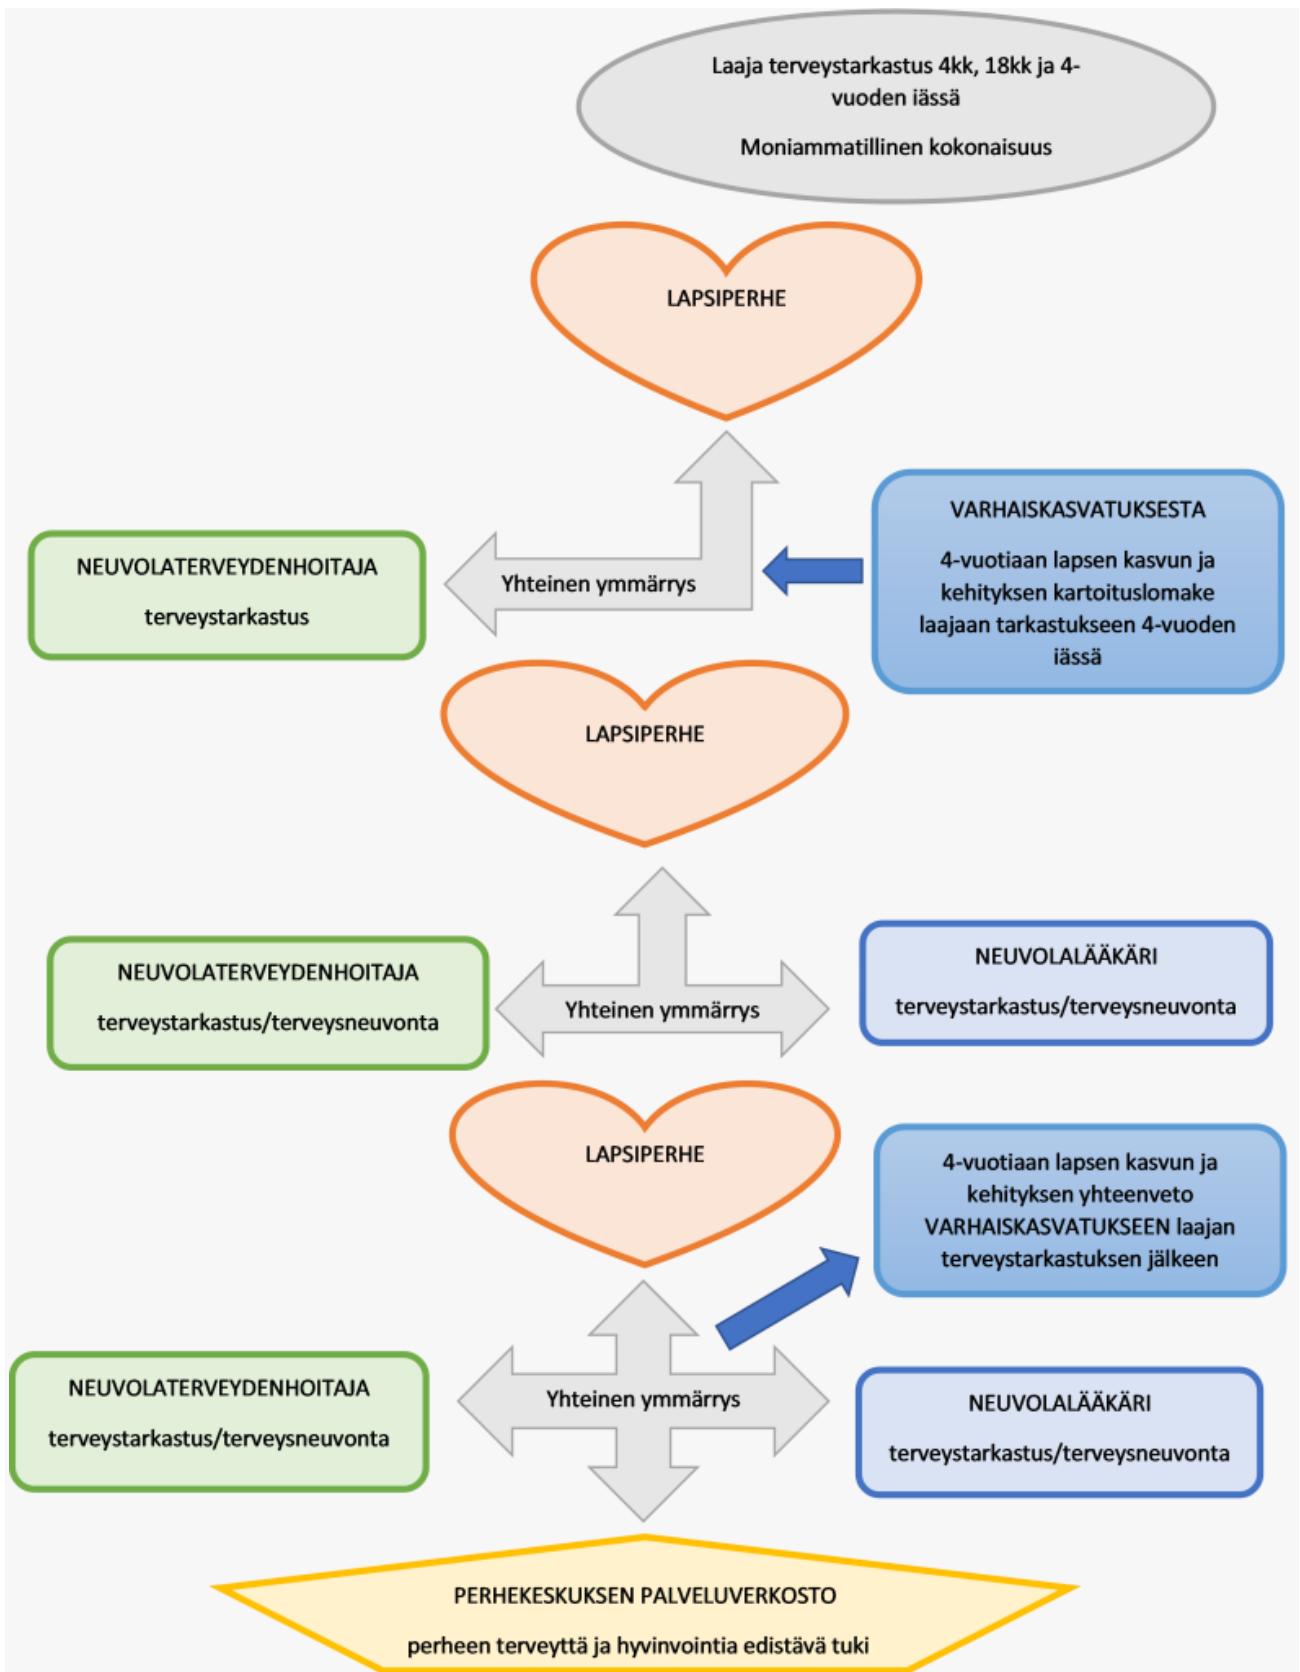 Laaja terveystarkastus 4kk, 18kk ja 4-
vuoden iässä
Moniammatillinen kokonaisuus
LAPSIPERHE
VARHAISKASVATUKSESTA
4-vuotiaan lapsen kasvun ja
kehityksen kartoituslomake
laajaan tarkastukseen 4-vuoden
iässä
NEUVOLATERVEYDENHOITAJA
terveystarkastus
Yhteinen ymmärrys
LAPSIPERHE
NEUVOLATERVEYDENHOITAJA
terveystarkastus/terveysneuvonta
Yhteinen ymmärrys
NEUVOLALÄÄKÄRI
terveystarkastus/terveysneuvonta
LAPSIPERHE
4-vuotiaan lapsen kasvun ja
kehityksen yhteenveto
VARHAISKASVATUKSEEN laajan
terveystarkastuksen jälkeen
NEUVOLATERVEYDENHOITAJA
terveystarkastus/terveysneuvonta
Yhteinen ymmärrys
NEUVOLALÄÄKÄRI
terveystarkastus/terveysneuvonta
PERHEKESKUKSEN PALVELUVERKOSTO
perheen terveyttä ja hyvinvointia edistävä tuki